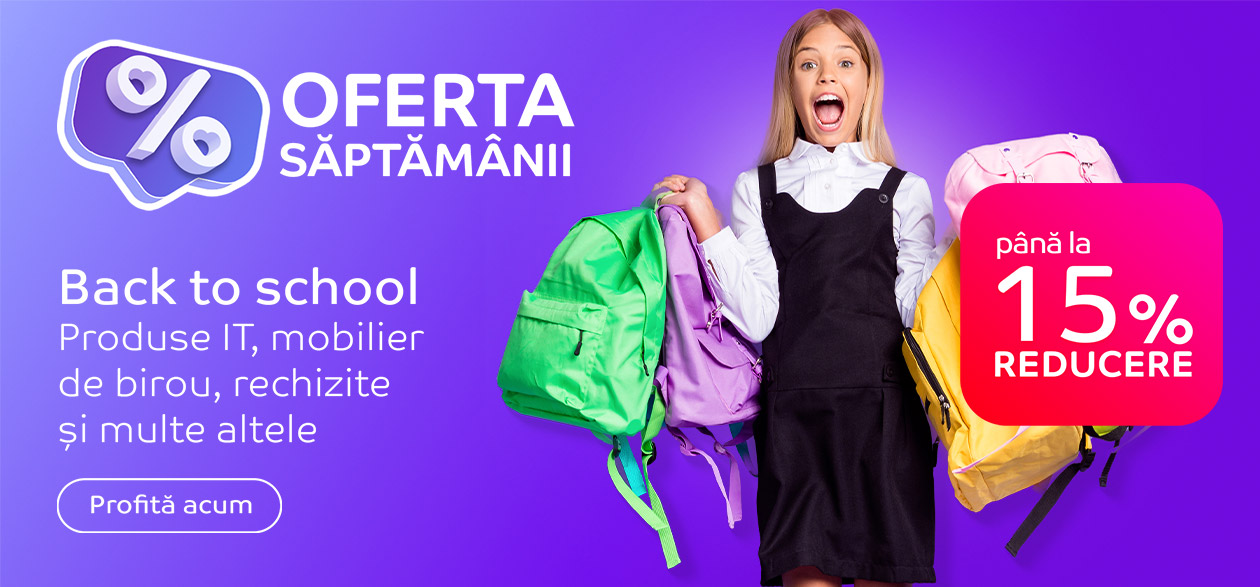 %
OFERTA
SĂPTĂMÂNII
Back to school
Produse IT, mobilier
de birou, rechizite
și multe altele
Profită acum
până la
15%
REDUCERE